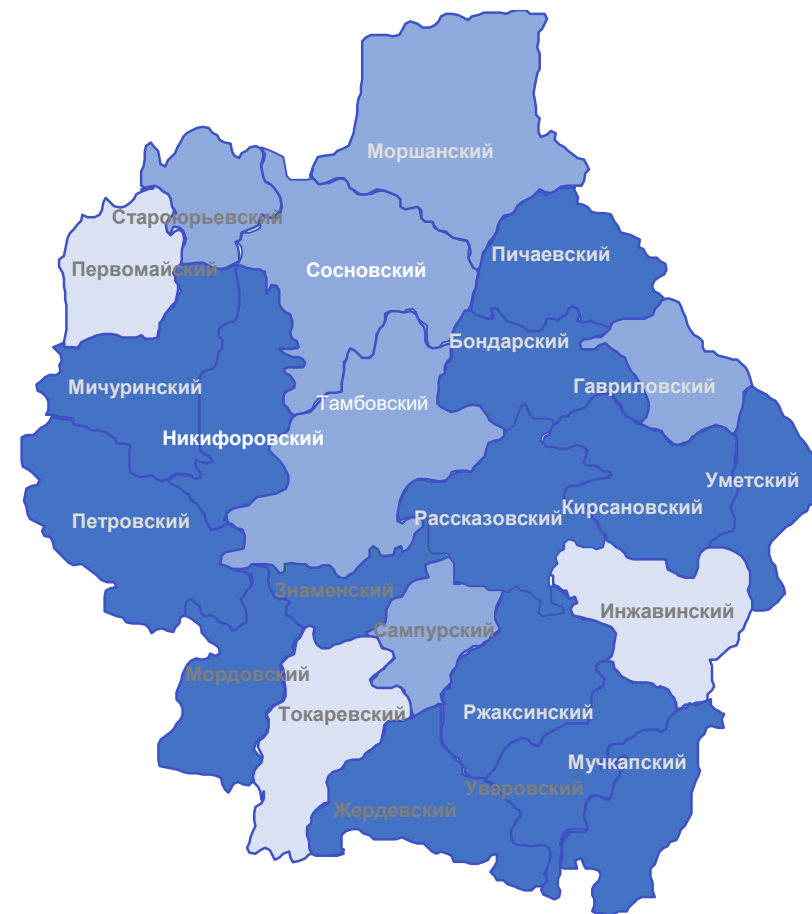 Моршанский
Староюрьевский
Пичаевский
Первомайский
Сосновский
Бондарский
Мичуринский
Гавриловский
Тамбовский
Никифоровский
Уметский
Кирсановский
Петровский
Рассказовский
Знаменский
Инжавинский
Сампурский
Мордовский
Токаревский
Ржаксинский
Мучкапский
Уваровский
Жердевский